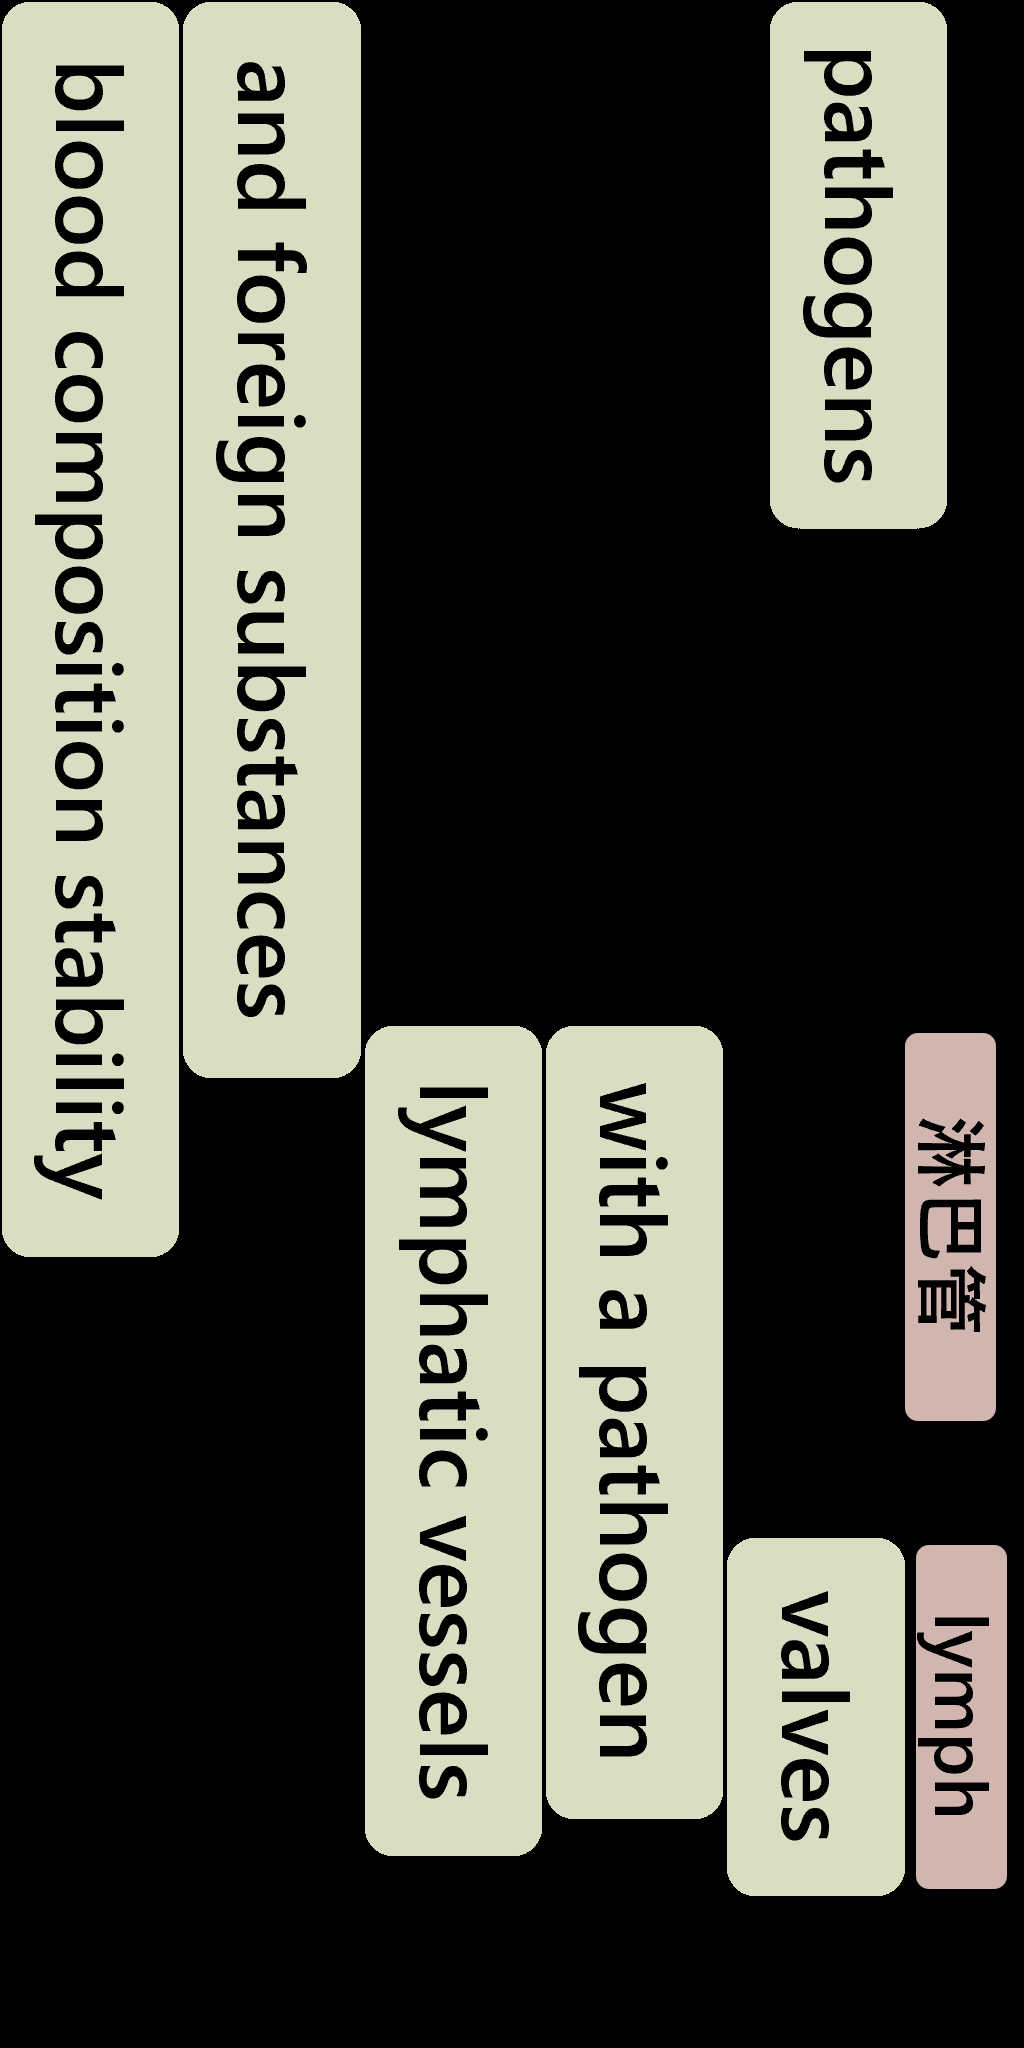 淋巴管
lymph
pathogens
valves
with a pathogen
lymphatic vessels
and foreign substances
blood composition stability